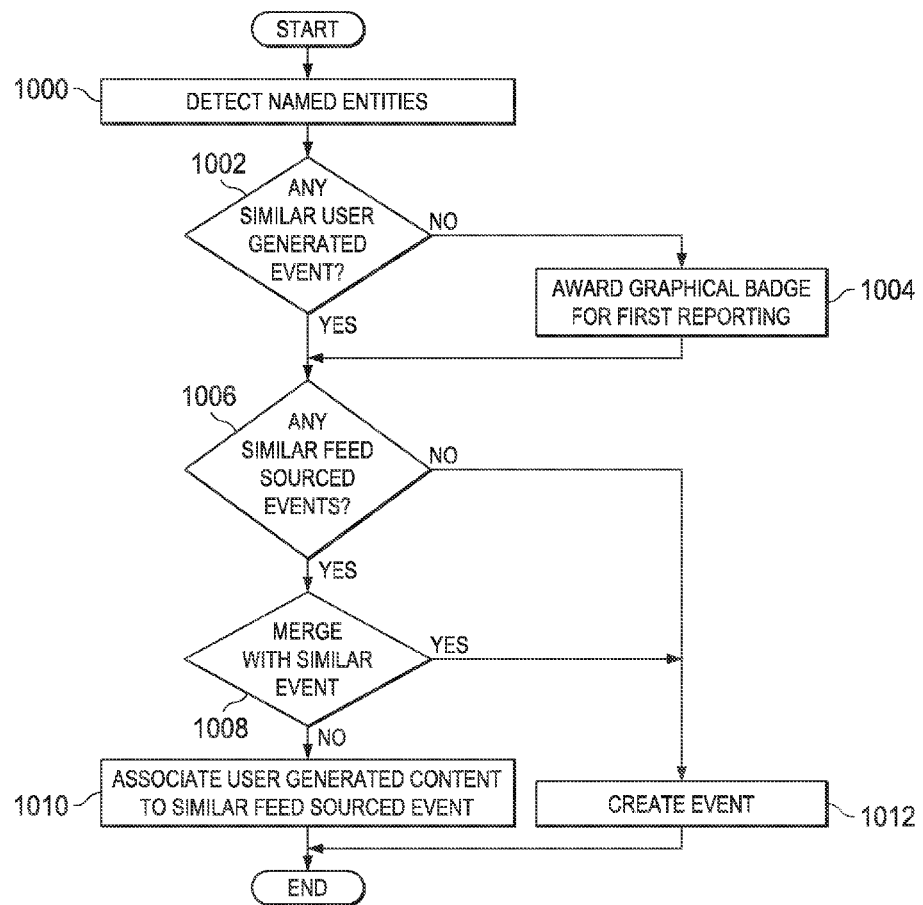 START
1000
DETECT NAMED ENTITIES
1002
ANY
SIMILAR USER
GENERATED
EVENT?
NO
YES
AWARD GRAPHICAL BADGE
FOR FIRST REPORTING
1004
1006
ANY
SIMILAR FEED
SOURCED
EVENTS?
NO
YES
MERGE
WITH SIMILAR
EVENT
YES
1008
NO
1010
ASSOCIATE USER GENERATED CONTENT
TO SIMILAR FEED SOURCED EVENT
CREATE EVENT
1012
END